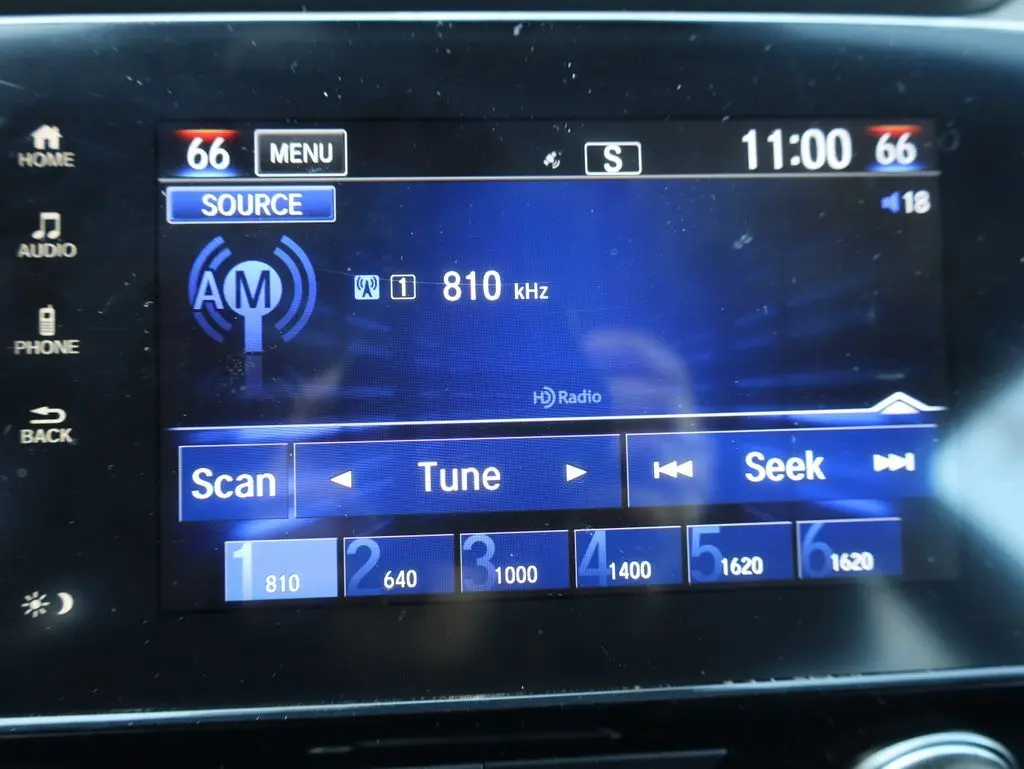 HOME
AUDIO
PHONE
BACK
66 MENU S 11:00 66
SOURCE 18
AM 1 810 kHz
HD Radio
Scan Tune Seek
1 810 2 640 3 1000 4 1400 5 1620 6 1620